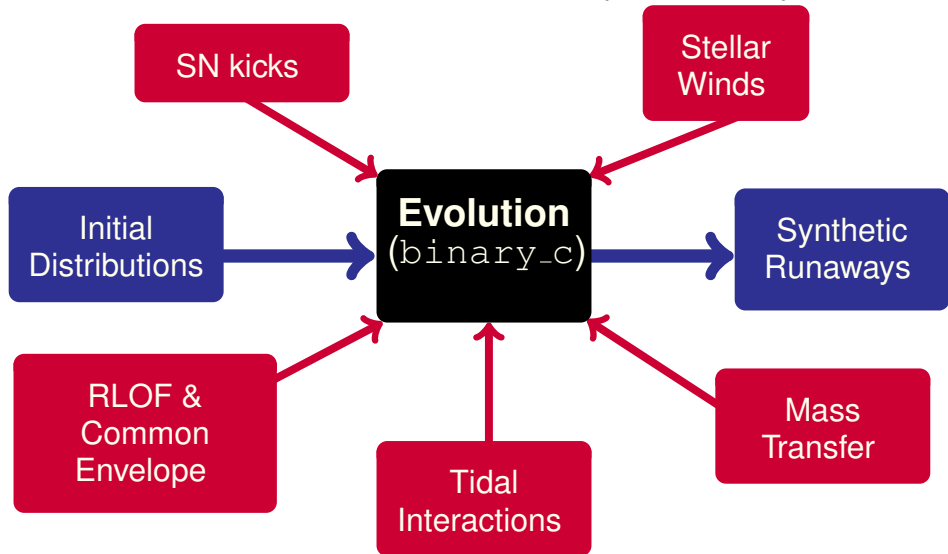 SN kicks
Stellar
Winds
Initial
Distributions
Evolution
(binary_c)
Synthetic
Runaways
RLOF &
Common
Envelope
Tidal
Interactions
Mass
Transfer